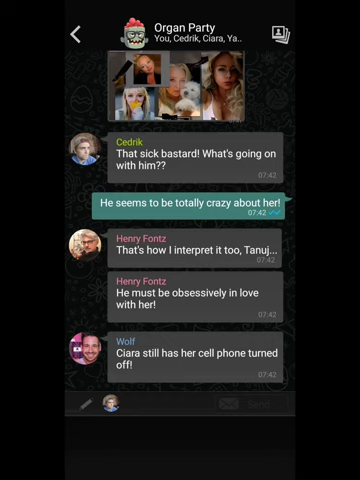 Organ Party
You, Cedrik, Ciara, Ya..
Cedrik
That sick bastard! What's going on
with him??
07:42
He seems to be totally crazy about her!
07:42
Henry Fontz
That's how I interpret it too, Tanuj...
07:42
Henry Fontz
He must be obsessively in love
with her!
07:42
Wolf
Ciara still has her cell phone turned
off!
07:42
Send